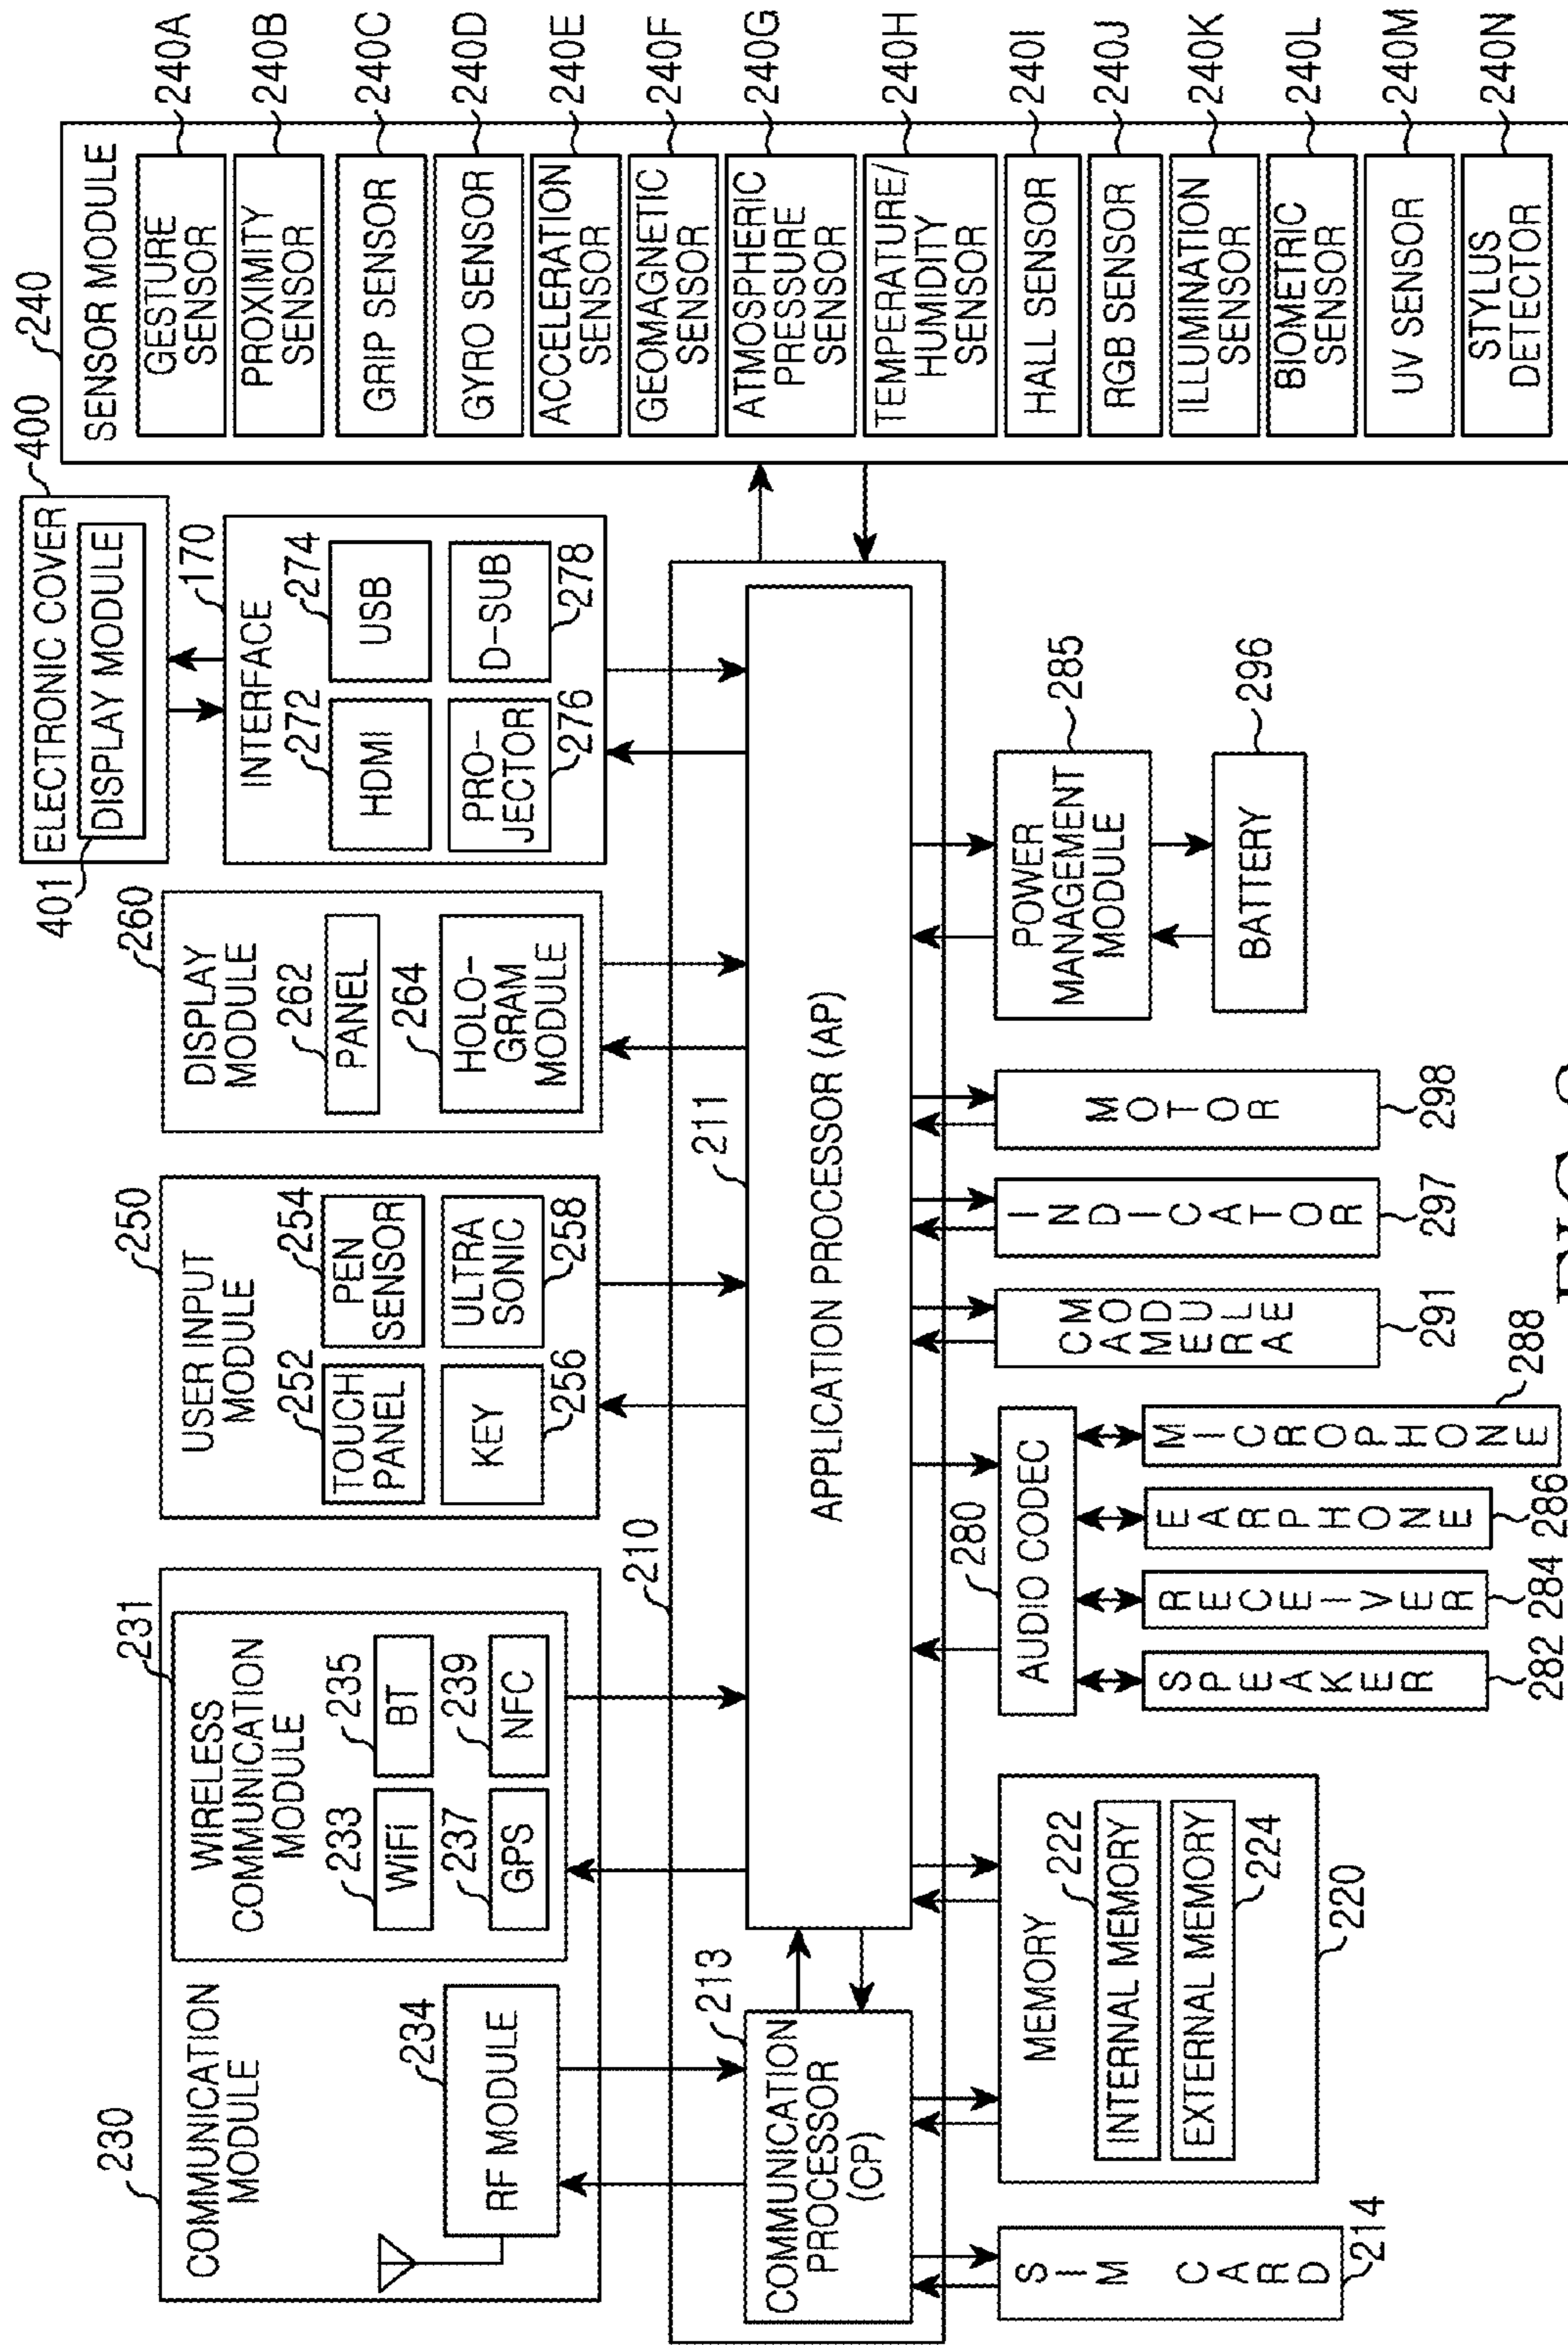 230
COMMUNICATION
MODULE
234
RF MODULE
231
WIRELESS
COMMUNICATION
MODULE
233
WiFi
235
BT
237
GPS
239
NFC
250
USER INPUT
MODULE
252
TOUCH
PANEL
254
PEN
SENSOR
KEY
256
ULTRA
SONIC
258
260
DISPLAY
MODULE
262
PANEL
264
HOLO-
GRAM
MODULE
400
ELECTRONIC COVER
DISPLAY MODULE
401
170
INTERFACE
272
HDMI
274
USB
PRO-
JECTOR
276
D-SUB
278
240
SENSOR MODULE
GESTURE
SENSOR
240A
PROXIMITY
SENSOR
240B
GRIP SENSOR
240C
GYRO SENSOR
240D
ACCELERATION
SENSOR
240E
GEOMAGNETIC
SENSOR
240F
ATMOSPHERIC
PRESSURE
SENSOR
240G
TEMPERATURE/
HUMIDITY
SENSOR
240H
HALL SENSOR
240I
RGB SENSOR
240J
ILLUMINATION
SENSOR
240K
BIOMETRIC
SENSOR
240L
UV SENSOR
240M
STYLUS
DETECTOR
240N
210
213
COMMUNICATION
PROCESSOR
(CP)
211
APPLICATION PROCESSOR (AP)
SIM CARD
214
MEMORY
222
INTERNAL MEMORY
EXTERNAL MEMORY
224
220
280
AUDIO CODEC
SPEAKER
282
RECEIVER
284
EARPHONE
286
MICROPHONE
288
CAMERA
MODULE
291
INDICATOR
297
MOTOR
298
POWER
MANAGEMENT
MODULE
285
BATTERY
296